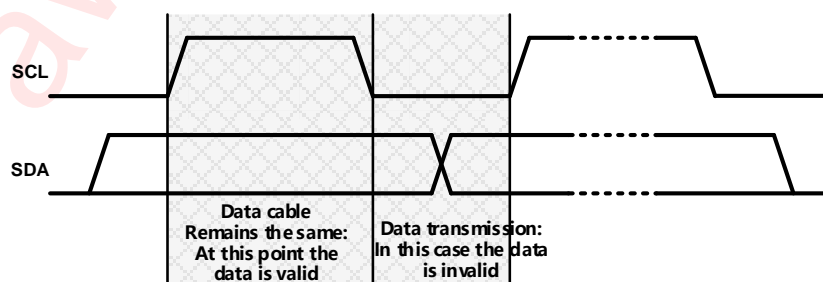 SCL
SDA
Data cable
Remains the same:
At this point the
data is valid
Data transmission:
In this case the data
is invalid